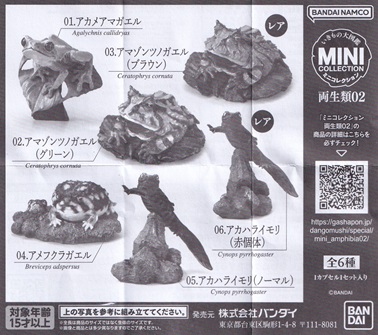 01.アカメアマガエル
Agalychnis callidryas
レア
03.アマゾンツノガエル
(ブラウン)
Ceratophrys cornuta
02.アマゾンツノガエル
(グリーン)
Ceratophrys cornuta
レア
04.アメフクラガエル
Breviceps adspersus
06.アカハライモリ
(赤個体)
Cynops pyrrhogaster
05.アカハライモリ(ノーマル)
Cynops pyrrhogaster
BANDAI NAMCO
いきもの大図鑑
MINI
COLLECTION
ミニコレクション
両生類02
「ミニコレクション
両生類02」の
商品の詳細はこちらを
必ずチェック!
https://gashapon.jp/
dangomushi/special/
mini_amphibia02/
全6種
1カプセル1セット入り
©BANDAI
対象年齢
15才以上
上の写真を参考に組み立ててください。
発売元 株式会社バンダイ
東京都台東区駒形1-4-8 〒111-8081
BAN
DAI